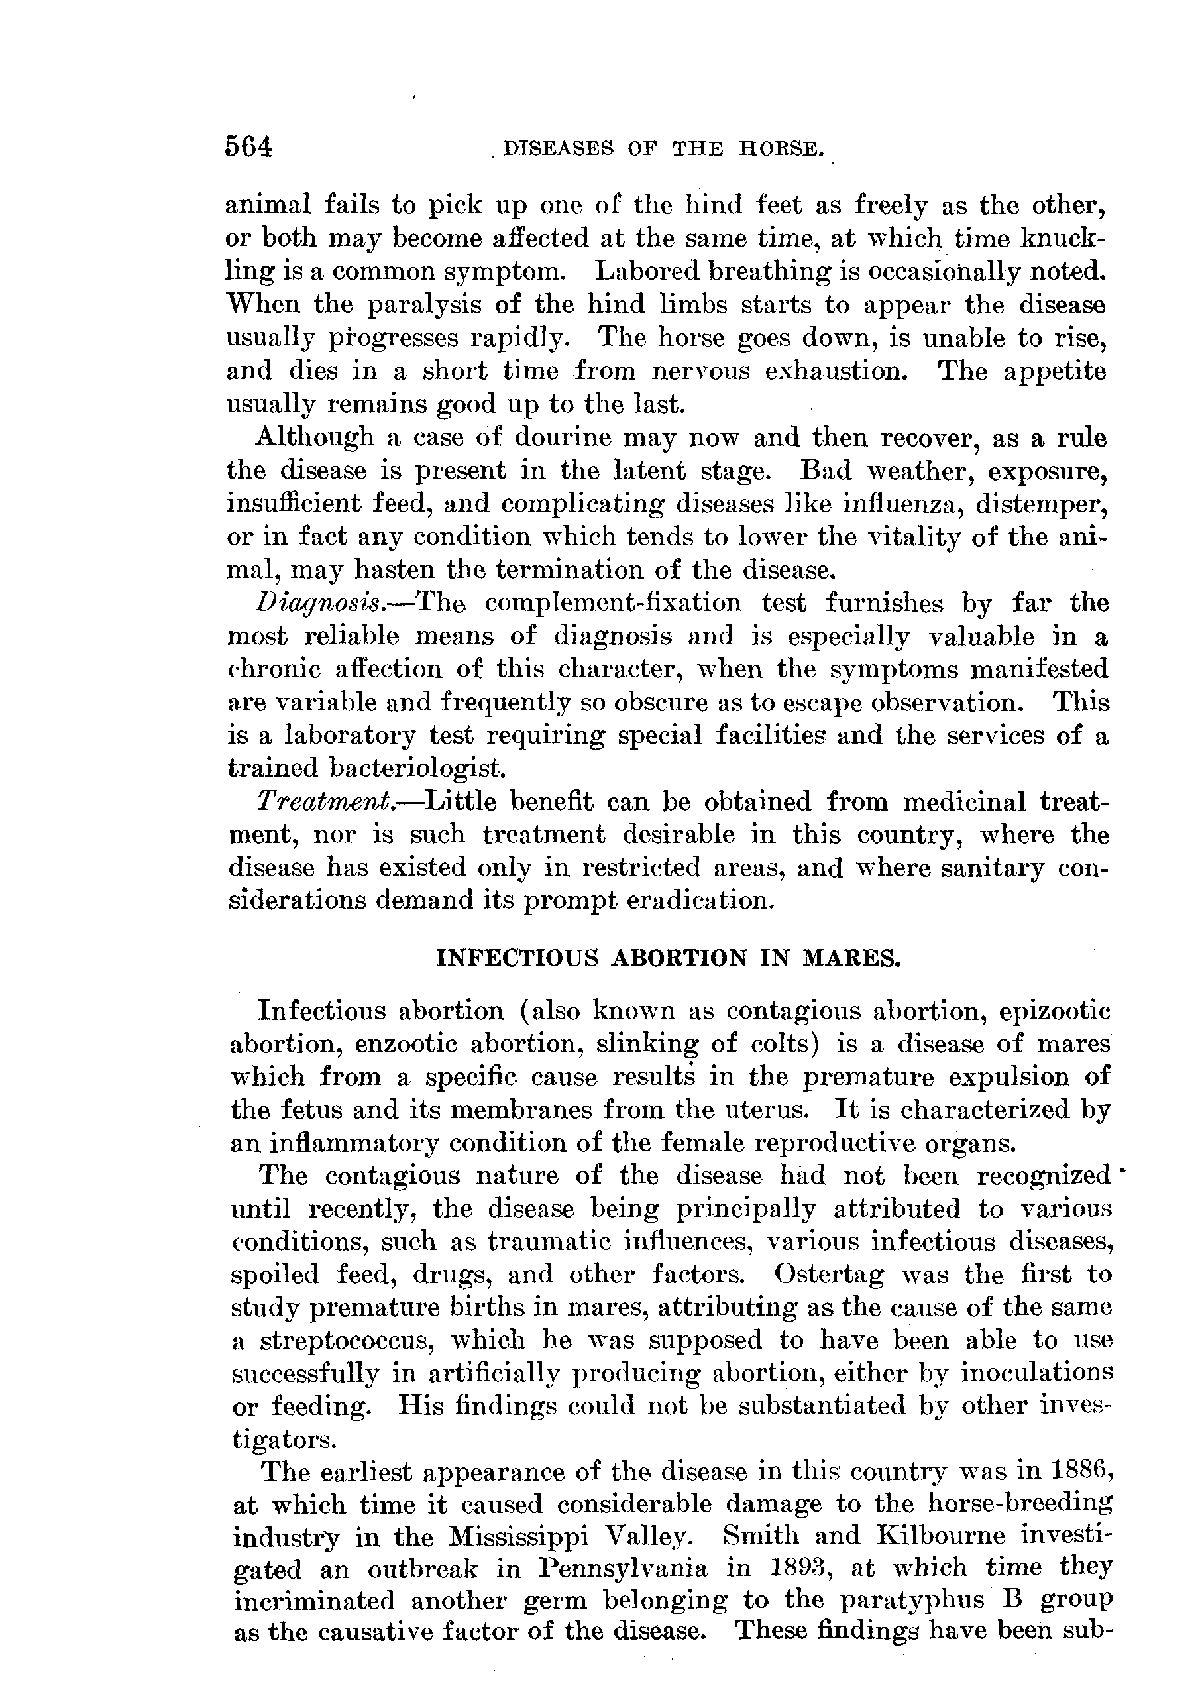 564 DISEASES OF THE HORSE.
animal fails to pick up one of the hind feet as freely as the other,
or both may become affected at the same time, at which time knuck-
ling is a common symptom. Labored breathing is occasionally noted.
When the paralysis of the hind limbs starts to appear the disease
usually progresses rapidly. The horse goes down, is unable to rise,
and dies in a short time from nervous exhaustion. The appetite
usually remains good up to the last.
Although a case of dourine may now and then recover, as a rule
the disease is present in the latent stage. Bad weather, exposure,
insufficient feed, and complicating diseases like influenza, distemper,
or in fact any condition which tends to lower the vitality of the ani-
mal, may hasten the termination of the disease.
Diagnosis.—The complement-fixation test furnishes by far the
most reliable means of diagnosis and is especially valuable in a
chronic affection of this character, when the symptoms manifested
are variable and frequently so obscure as to escape observation. This
is a laboratory test requiring special facilities and the services of a
trained bacteriologist.
Treatment.—Little benefit can be obtained from medicinal treat-
ment, nor is such treatment desirable in this country, where the
disease has existed only in restricted areas, and where sanitary con-
siderations demand its prompt eradication.
INFECTIOUS ABORTION IN MARES.
Infectious abortion (also known as contagious abortion, epizootic
abortion, enzootic abortion, slinking of colts) is a disease of mares
which from a specific cause results in the premature expulsion of
the fetus and its membranes from the uterus. It is characterized by
an inflammatory condition of the female reproductive organs.
The contagious nature of the disease had not been recognized
until recently, the disease being principally attributed to various
conditions, such as traumatic influences, various infectious diseases,
spoiled feed, drugs, and other factors. Ostertag was the first to
study premature births in mares, attributing as the cause of the same
a streptococcus, which he was supposed to have been able to use
successfully in artificially producing abortion, either by inoculations
or feeding. His findings could not be substantiated by other inves-
tigators.
The earliest appearance of the disease in this country was in 1886,
at which time it caused considerable damage to the horse-breeding
industry in the Mississippi Valley. Smith and Kilbourne investi-
gated an outbreak in Pennsylvania in 1893, at which time they
incriminated another germ belonging to the paratyphus B group
as the causative factor of the disease. These findings have been sub-